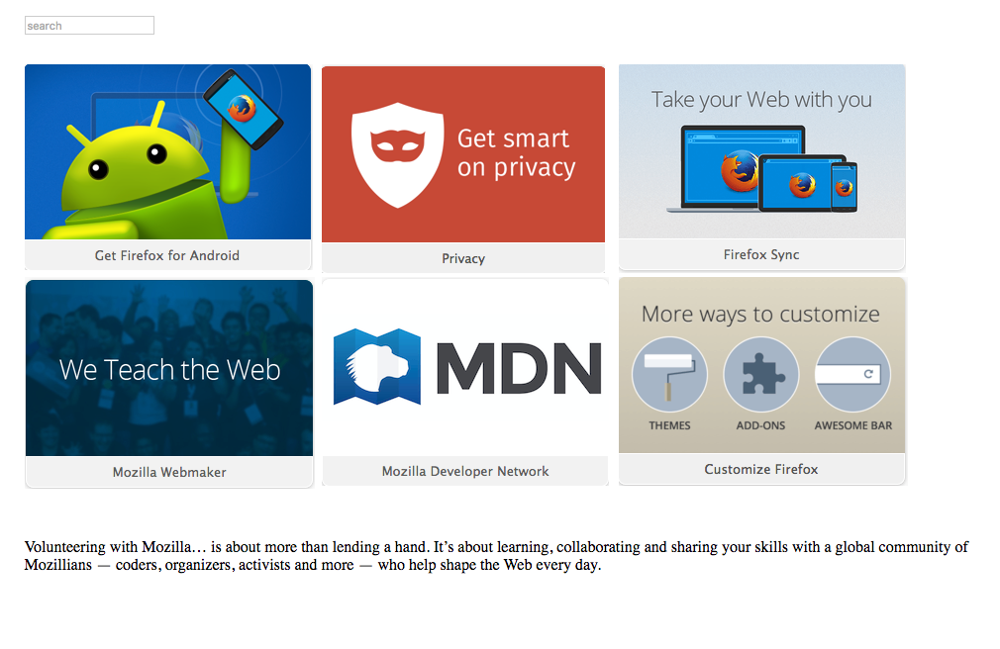 search
Get Firefox for Android
Get smart
on privacy
Privacy
Take your Web with you
Firefox Sync
We Teach the Web
Mozilla Webmaker
MDN
Mozilla Developer Network
More ways to customize
THEMES
ADD-ONS
AWESOME BAR
Customize Firefox
Volunteering with Mozilla… is about more than lending a hand. It’s about learning, collaborating and sharing your skills with a global community of
Mozillians — coders, organizers, activists and more — who help shape the Web every day.